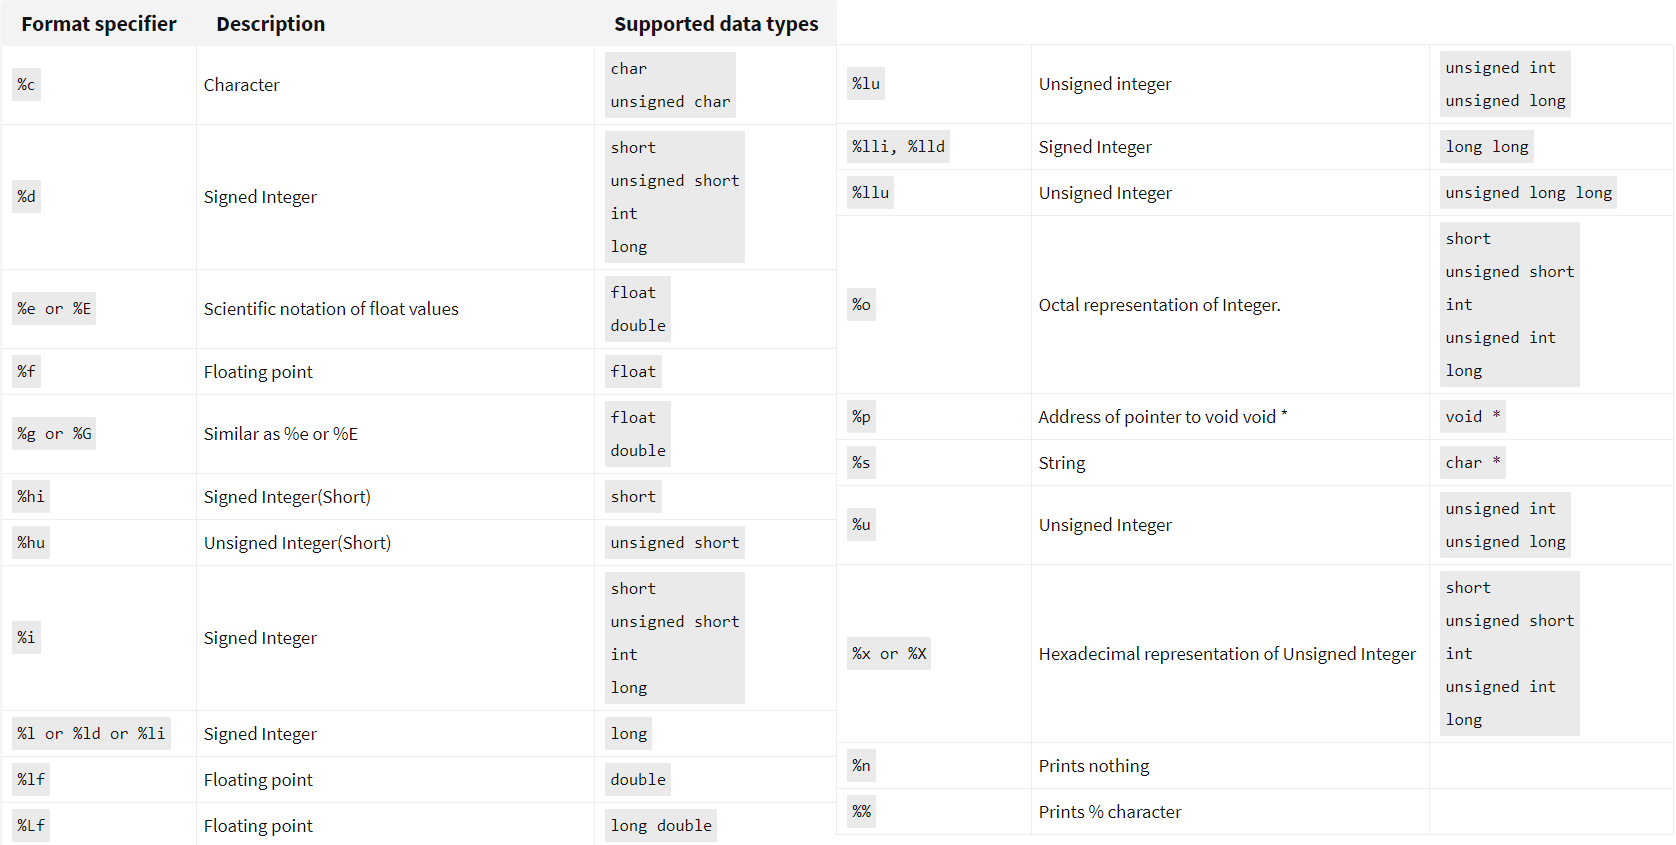 Format specifier Description Supported data types
%c Character char
unsigned char
%d Signed Integer short
unsigned short
int
long
%e or %E Scientific notation of float values float
double
%f Floating point float
%g or %G Similar as %e or %E float
double
%hi Signed Integer(Short) short
%hu Unsigned Integer(Short) unsigned short
%i Signed Integer short
unsigned short
int
long
%l or %ld or %li Signed Integer long
%lf Floating point double
%Lf Floating point long double
%lu Unsigned integer unsigned int
unsigned long
%lli, %lld Signed Integer long long
%llu Unsigned Integer unsigned long long
%o Octal representation of Integer. short
unsigned short
int
unsigned int
long
%p Address of pointer to void void * void *
%s String char *
%u Unsigned Integer unsigned int
unsigned long
%x or %X Hexadecimal representation of Unsigned Integer short
unsigned short
int
unsigned int
long
%n Prints nothing
%% Prints % character